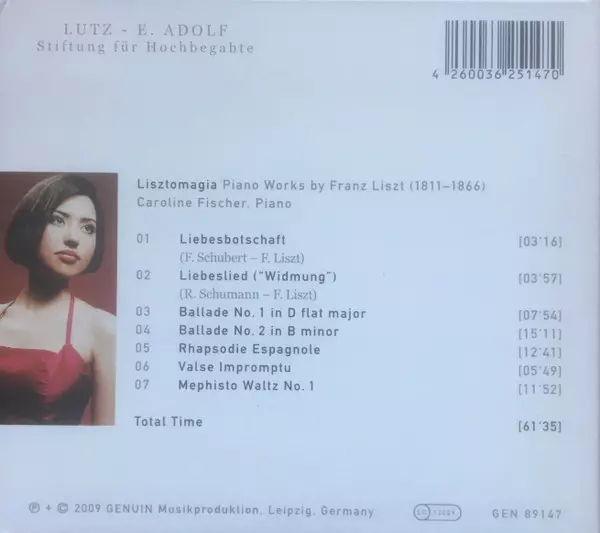 LUTZ - E. ADOLF
Stiftung für Hochbegabte
4 260036 251470
Lisztomagia Piano Works by Franz Liszt (1811–1866)
Caroline Fischer, Piano
01 Liebesbotschaft [03'16]
(F. Schubert – F. Liszt)
02 Liebeslied ("Widmung") [03'57]
(R. Schumann – F. Liszt)
03 Ballade No. 1 in D flat major [07'54]
04 Ballade No. 2 in B minor [15'11]
05 Rhapsodie Espagnole [12'41]
06 Valse Impromptu [05'49]
07 Mephisto Waltz No. 1 [11'52]
Total Time [61'35]
℗ + © 2009 GENUIN Musikproduktion, Leipzig, Germany
LC
GEN 89147